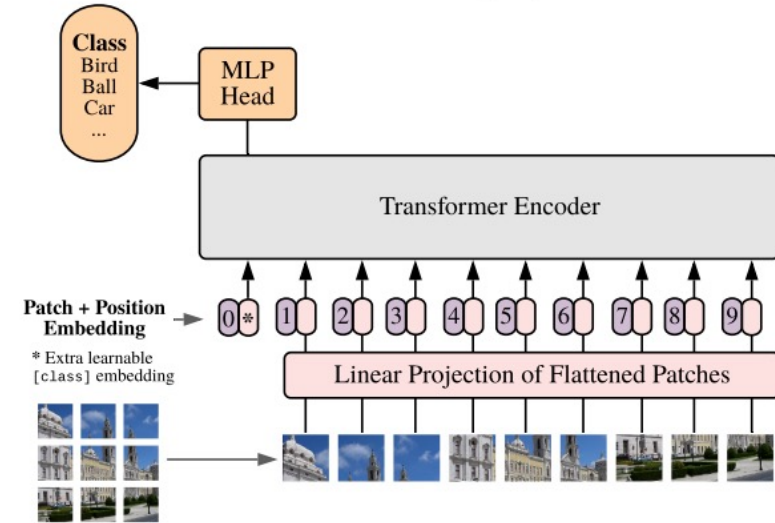 Class
Bird
Ball
Car
...
MLP
Head
Transformer Encoder
Patch + Position
Embedding
0 * 1 2 3 4 5 6 7 8 9
* Extra learnable
[class] embedding
Linear Projection of Flattened Patches